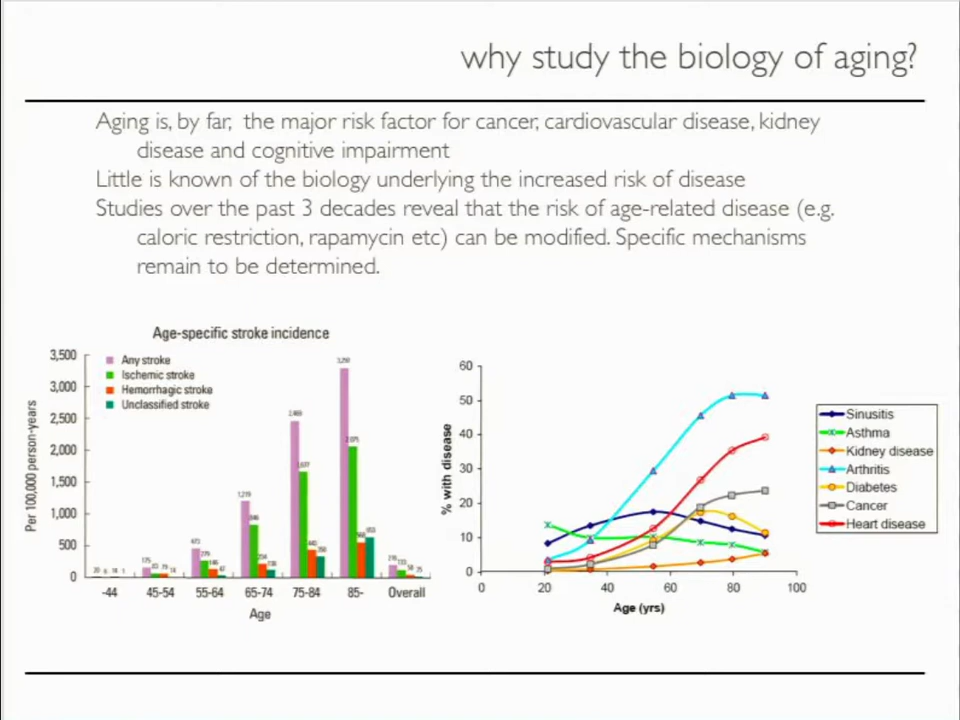 why study the biology of aging?
Aging is, by far, the major risk factor for cancer, cardiovascular disease, kidney
disease and cognitive impairment
Little is known of the biology underlying the increased risk of disease
Studies over the past 3 decades reveal that the risk of age-related disease (e.g.
caloric restriction, rapamycin etc) can be modified. Specific mechanisms
remain to be determined.
Age-specific stroke incidence
Any stroke
Ischemic stroke
Hemorrhagic stroke
Unclassified stroke
Per 100,000 person-years
3,500
3,000
2,500
2,000
1,500
1,000
500
0
-44 45-54 55-64 65-74 75-84 85- Overall
Age
% with disease
60
50
40
30
20
10
0
0 20 40 60 80 100
Age (yrs)
Sinusitis
Asthma
Kidney disease
Arthritis
Diabetes
Cancer
Heart disease